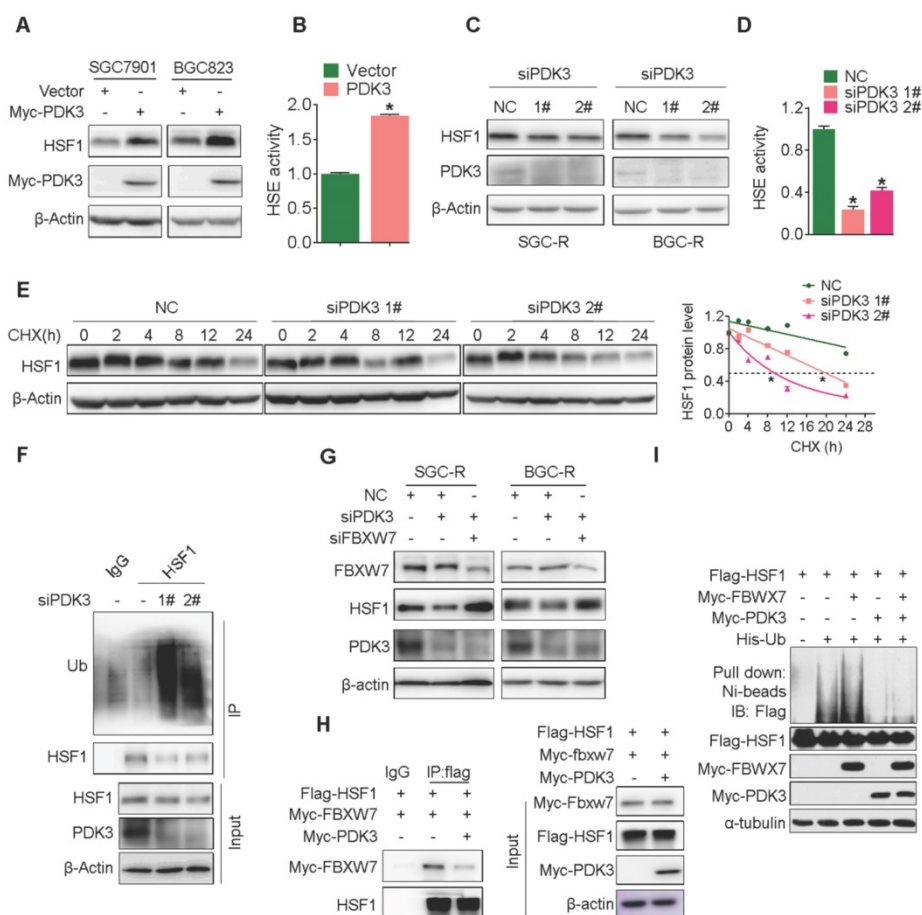 A
SGC7901 BGC823
Vector + - + -
Myc-PDK3 - + - +
HSF1
Myc-PDK3
β-Actin
B
Vector
PDK3
HSE activity
2.0
1.5
1.0
0.5
0.0
*
C
siPDK3 siPDK3
NC 1# 2# NC 1# 2#
HSF1
PDK3
β-Actin
SGC-R BGC-R
D
NC
siPDK3 1#
siPDK3 2#
HSE activity
1.2
0.8
0.4
0.0
* *
E
NC siPDK3 1# siPDK3 2#
CHX(h) 0 2 4 8 12 24 0 2 4 8 12 24 0 2 4 8 12 24
HSF1
β-Actin
NC
siPDK3 1#
siPDK3 2#
HSF1 protein level
1.2
1.0
0.8
0.4
0.0
* *
0 4 8 12 16 20 24 28
CHX (h)
F
IgG HSF1
siPDK3 - - 1# 2#
Ub
HSF1
IP
HSF1
PDK3
β-Actin
Input
G
SGC-R BGC-R
NC + + - + + -
siPDK3 - + + - + +
siFBXW7 - - + - - +
FBXW7
HSF1
PDK3
β-actin
H
IgG IP:flag
Flag-HSF1 + + +
Myc-FBXW7 + + +
Myc-PDK3 - - +
Myc-FBXW7
HSF1
Flag-HSF1 + +
Myc-fbxw7 + +
Myc-PDK3 - +
Myc-Fbxw7
Flag-HSF1
Myc-PDK3
β-actin
Input
I
Flag-HSF1 + + + + +
Myc-FBWX7 - - + - +
Myc-PDK3 - - - + +
His-Ub - + + + +
Pull down:
Ni-beads
IB: Flag
Flag-HSF1
Myc-FBWX7
Myc-PDK3
α-tubulin